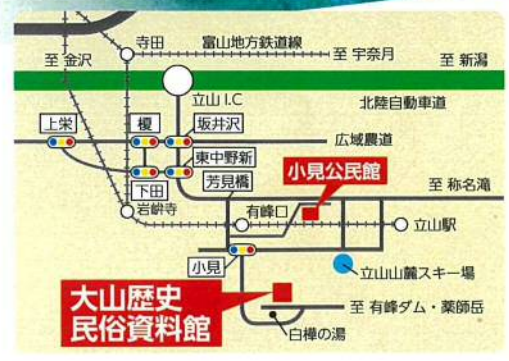 寺田
富山地方鉄道線
至 宇奈月
至 金沢
至 新潟
立山 I.C
北陸自動車道
上栄
榎
坂井沢
広域農道
東中野新
下田
芳見橋
小見公民館
至 称名滝
岩峅寺
有峰口
立山駅
小見
立山山麓スキー場
大山歴史
民俗資料館
至 有峰ダム・薬師岳
白樺の湯